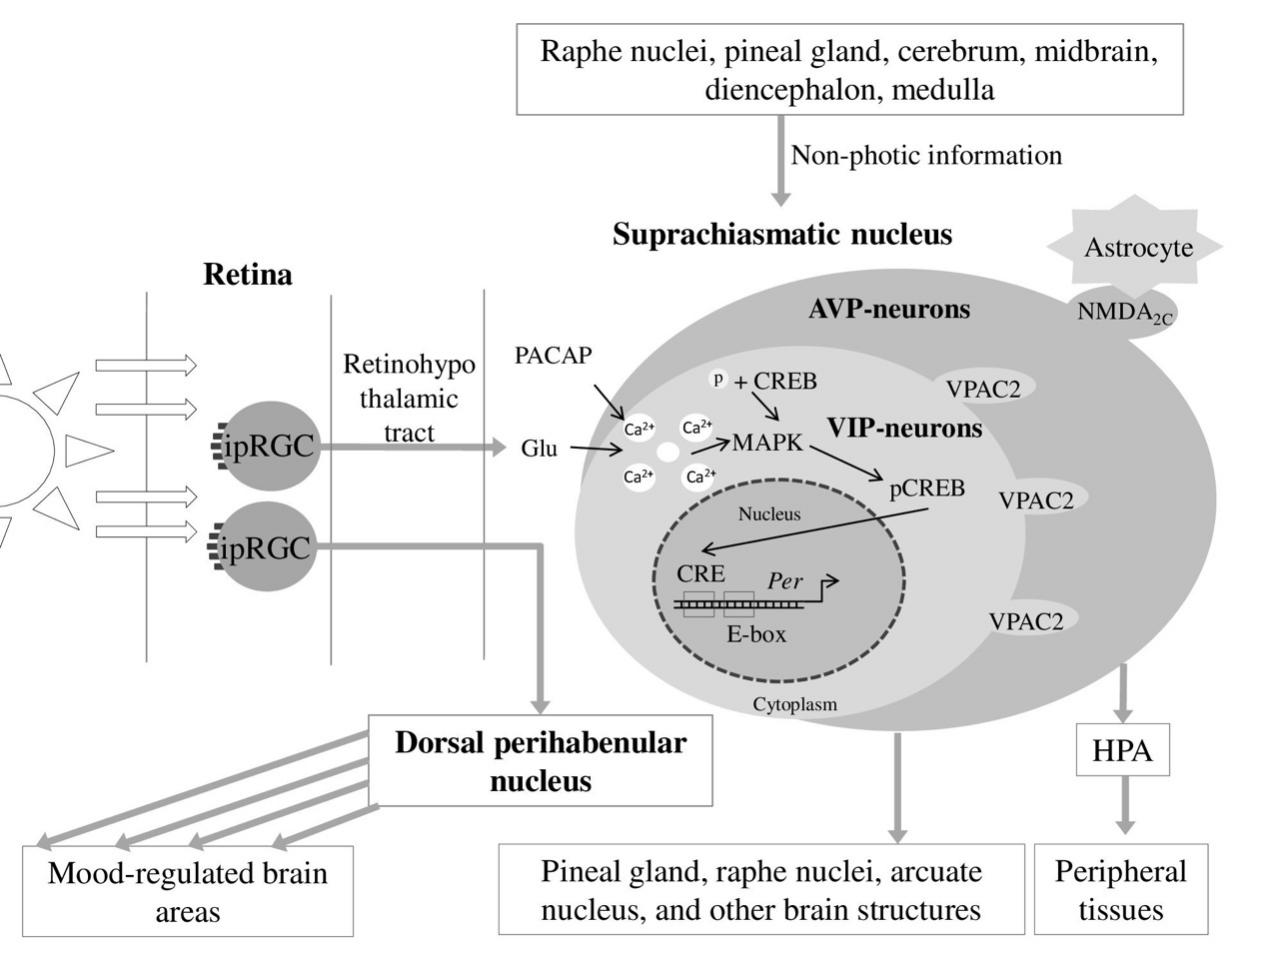 Raphe nuclei, pineal gland, cerebrum, midbrain,
diencephalon, medulla
Non-photic information
Suprachiasmatic nucleus
Astrocyte
Retina
AVP-neurons
NMDA2C
Retinohypo
thalamic
tract
PACAP
p + CREB
VPAC2
Ca2+
Ca2+
VIP-neurons
ipRGC
Glu
MAPK
Ca2+
Ca2+
pCREB
VPAC2
Nucleus
ipRGC
CRE
Per
E-box
VPAC2
Cytoplasm
Dorsal perihabenular
nucleus
HPA
Mood-regulated brain
areas
Pineal gland, raphe nuclei, arcuate
nucleus, and other brain structures
Peripheral
tissues